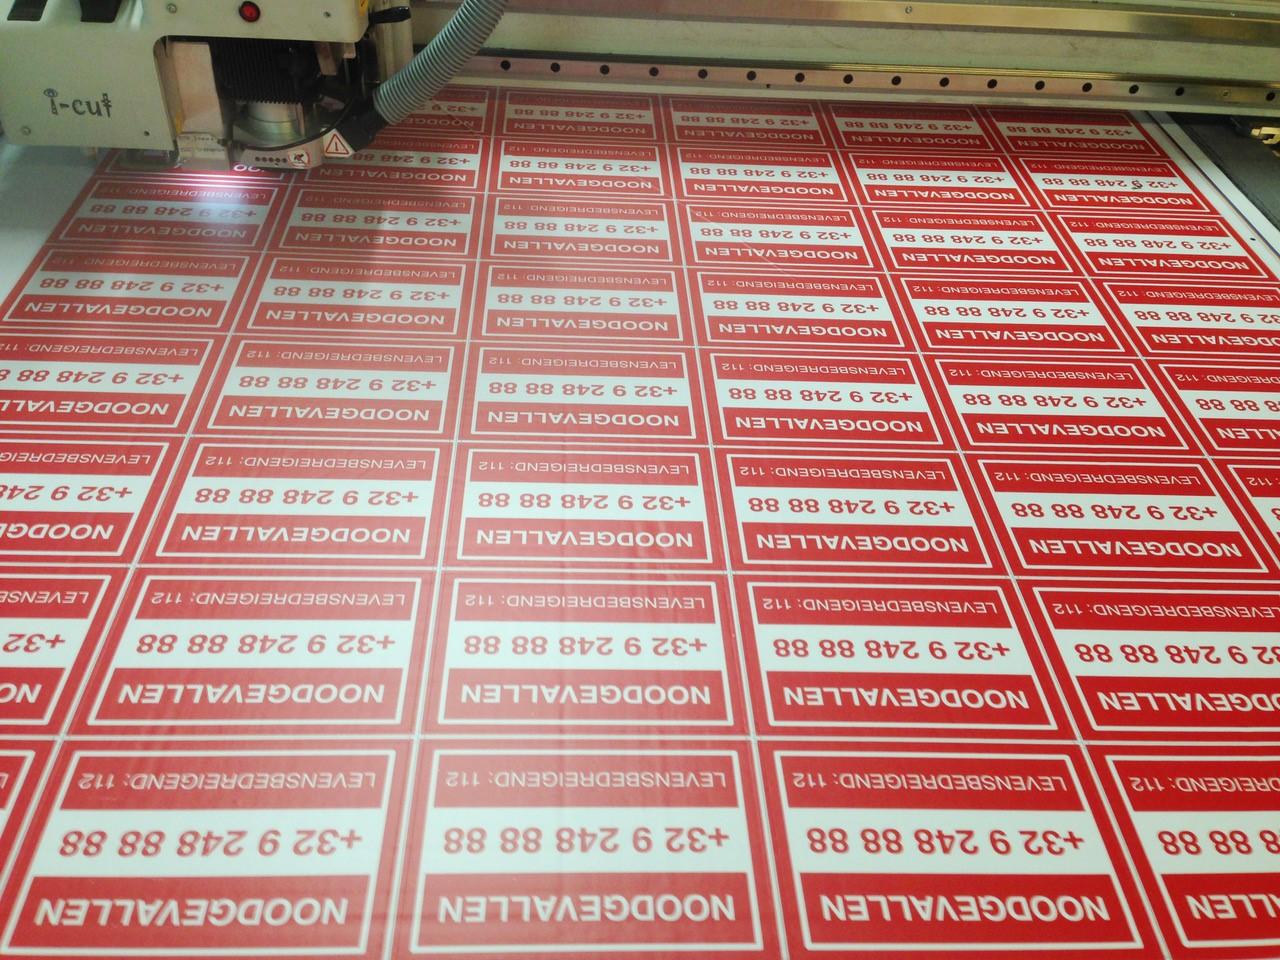 i-cut
NOODGEVALLEN
+32 9 248 88 88
LEVENSBEDREIGEND: 112